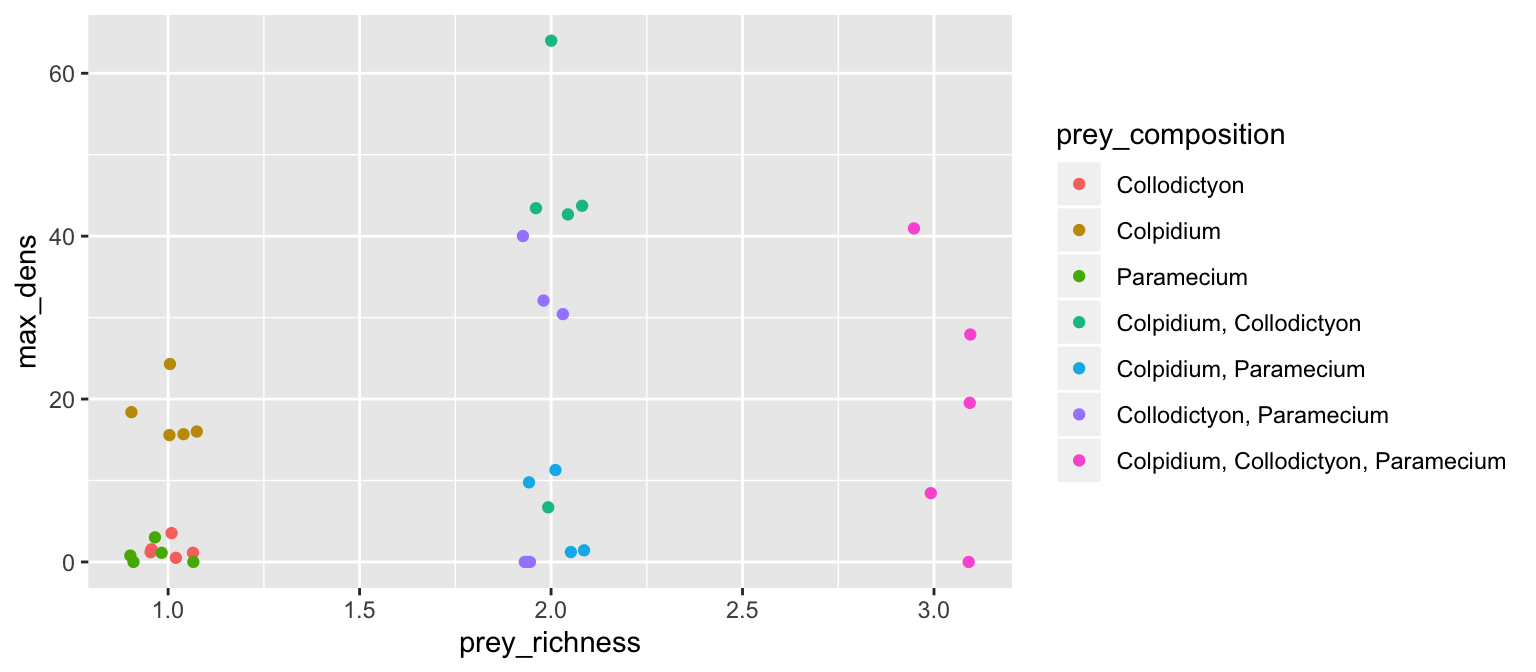 60
40
20
0
max_dens
1.0
1.5
2.0
2.5
3.0
prey_richness
prey_composition
Collodictyon
Colpidium
Paramecium
Colpidium, Collodictyon
Colpidium, Paramecium
Collodictyon, Paramecium
Colpidium, Collodictyon, Paramecium